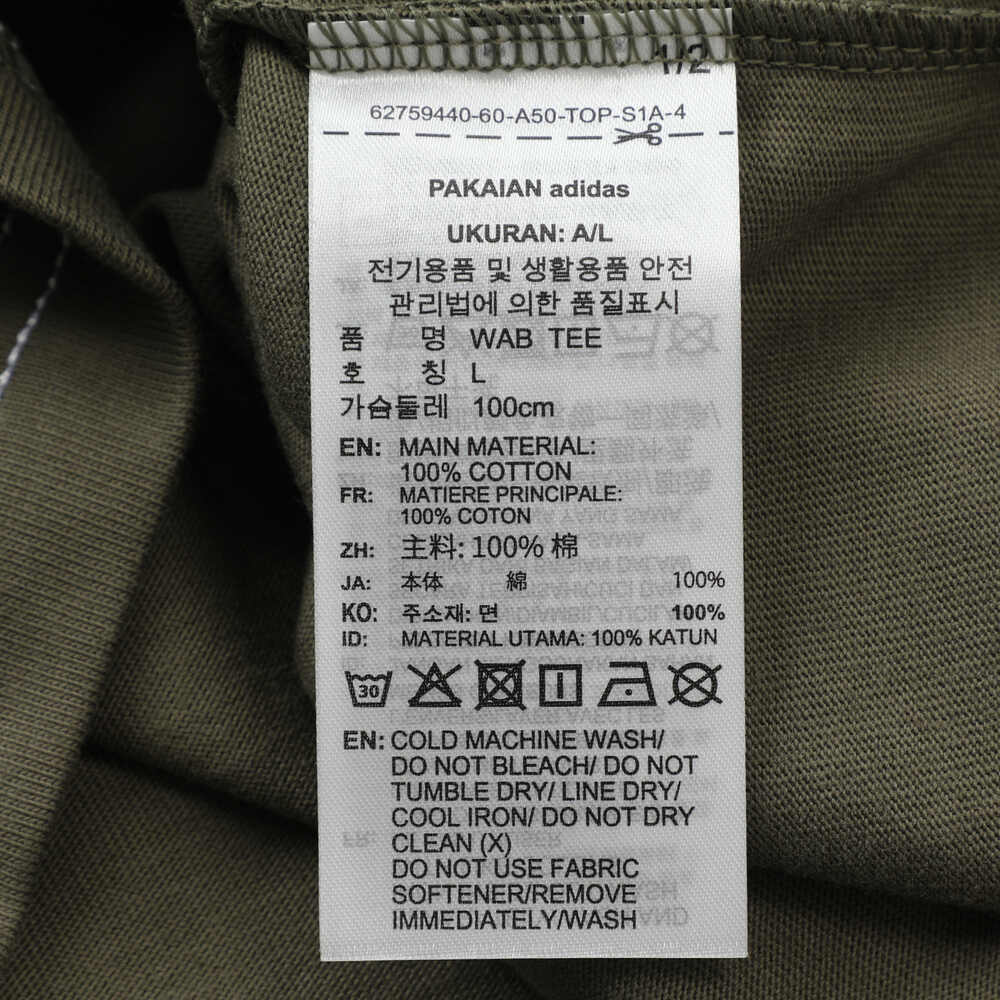 1/2
62759440-60-A50-TOP-S1A-4
PAKAIAN adidas
UKURAN: A/L
전기용품 및 생활용품 안전
관리법에 의한 품질표시
품 명 WAB TEE
호 칭 L
가슴둘레 100cm
EN: MAIN MATERIAL:
100% COTTON
FR: MATIERE PRINCIPALE:
100% COTON
ZH: 主料: 100% 棉
JA: 本体 綿 100%
KO: 주소재: 면 100%
ID: MATERIAL UTAMA: 100% KATUN
30
EN: COLD MACHINE WASH/
DO NOT BLEACH/ DO NOT
TUMBLE DRY/ LINE DRY/
COOL IRON/ DO NOT DRY
CLEAN (X)
DO NOT USE FABRIC
SOFTENER/REMOVE
IMMEDIATELY/WASH